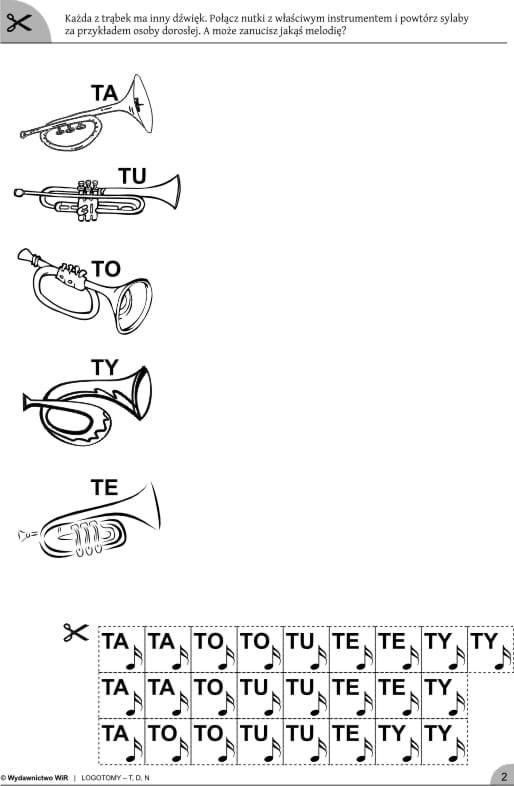 Każda z trąbek ma inny dźwięk. Połącz nutki z właściwym instrumentem i powtórz sylaby
za przykładem osoby dorosłej. A może zanucisz jakąś melodię?
TA
TU
TO
TY
TE
TA TA TO TO TU TE TE TY TY
TA TA TO TU TU TE TE TY
TA TO TO TU TU TE TY TY
© Wydawnictwo WiR | LOGOTOMY – T, D, N
2